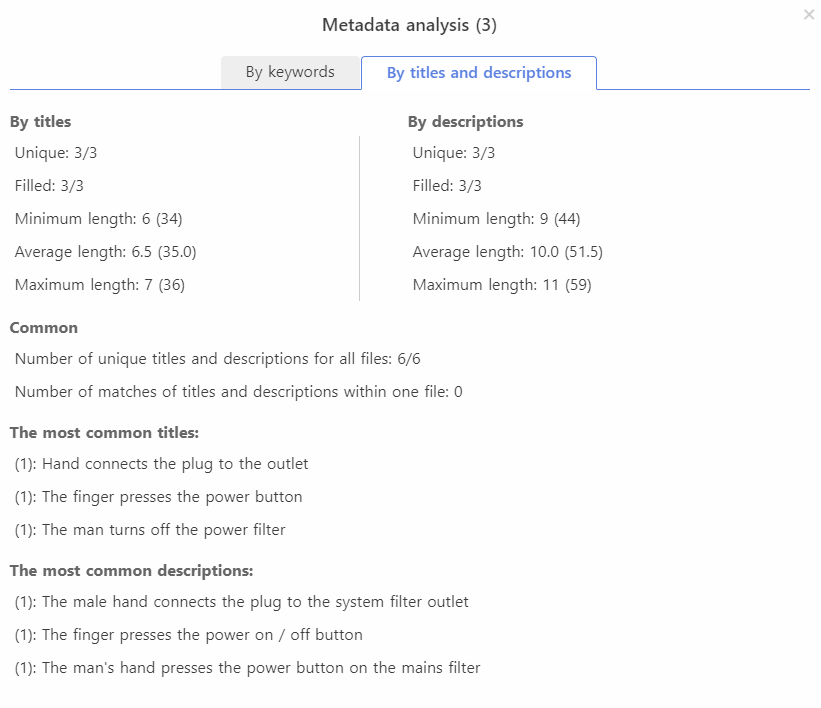 Metadata analysis (3)
By keywords
By titles and descriptions
By titles
Unique: 3/3
Filled: 3/3
Minimum length: 6 (34)
Average length: 6.5 (35.0)
Maximum length: 7 (36)
By descriptions
Unique: 3/3
Filled: 3/3
Minimum length: 9 (44)
Average length: 10.0 (51.5)
Maximum length: 11 (59)
Common
Number of unique titles and descriptions for all files: 6/6
Number of matches of titles and descriptions within one file: 0
The most common titles:
(1): Hand connects the plug to the outlet
(1): The finger presses the power button
(1): The man turns off the power filter
The most common descriptions:
(1): The male hand connects the plug to the system filter outlet
(1): The finger presses the power on / off button
(1): The man's hand presses the power button on the mains filter